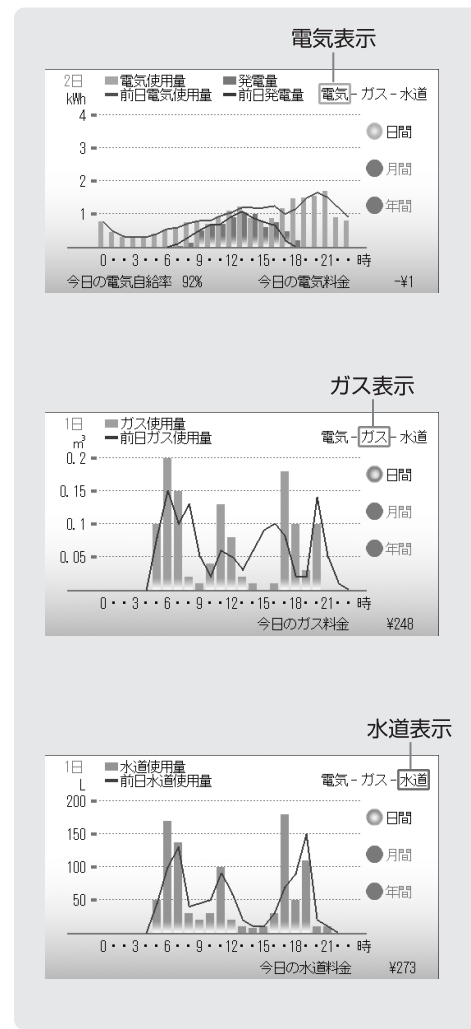 電気表示
2日 電気使用量 発電量
kWh 前日電気使用量 前日発電量 電気-ガス-水道
4
日間
3
月間
2
年間
1
0・・3・・6・・9・・12・・15・・18・・21・・時
今日の電気自給率 92% 今日の電気料金 -¥1
ガス表示
1日 ガス使用量
m³ 前日ガス使用量 電気-ガス-水道
0.2
日間
0.15
月間
0.1
年間
0.05
0・・3・・6・・9・・12・・15・・18・・21・・時
今日のガス料金 ¥248
水道表示
1日 水道使用量
L 前日水道使用量 電気-ガス-水道
200
日間
150
月間
100
年間
50
0・・3・・6・・9・・12・・15・・18・・21・・時
今日の水道料金 ¥273